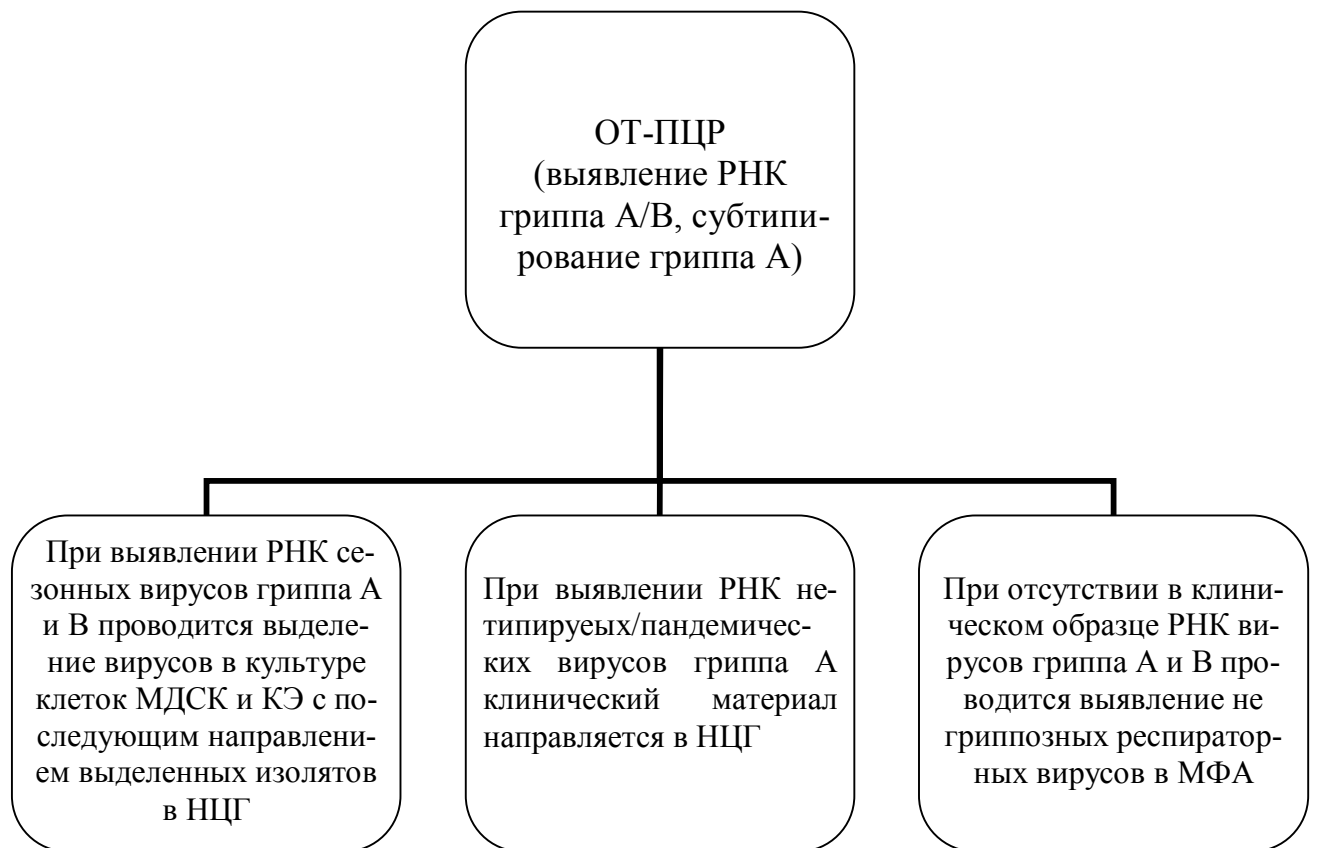 ОТ-ПЦР
(выявление РНК
гриппа А/В, субтипи-
рование гриппа А)
При выявлении РНК се-
зонных вирусов гриппа А
и В проводится выделе-
ние вирусов в культуре
клеток МДСК и КЭ с по-
следующим направлени-
ем выделенных изолятов
в НЦГ
При выявлении РНК не-
типируеых/пандемичес-
ких вирусов гриппа А
клинический материал
направляется в НЦГ
При отсутствии в клини-
ческом образце РНК ви-
русов гриппа А и В про-
водится выявление не
гриппозных респиратор-
ных вирусов в МФА